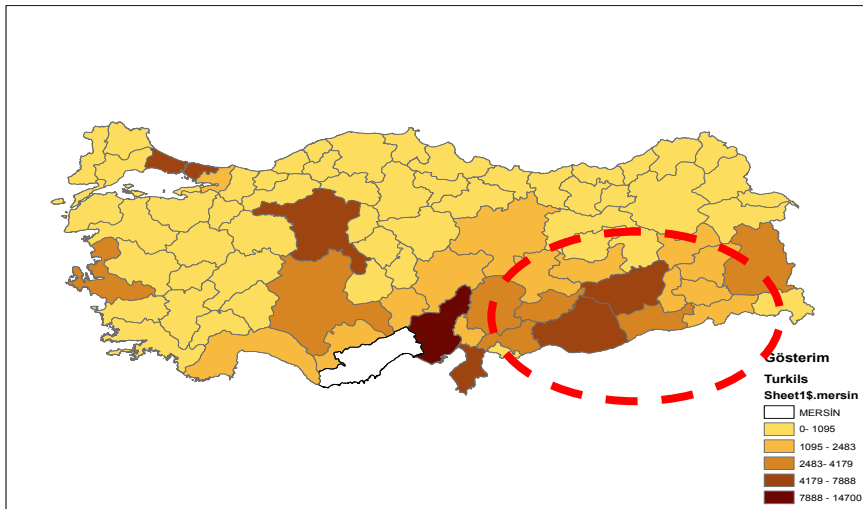 Gösterim
Turkils
Sheet1$.mersin
MERSİN
0- 1095
1095 - 2483
2483- 4179
4179 - 7888
7888 - 14700